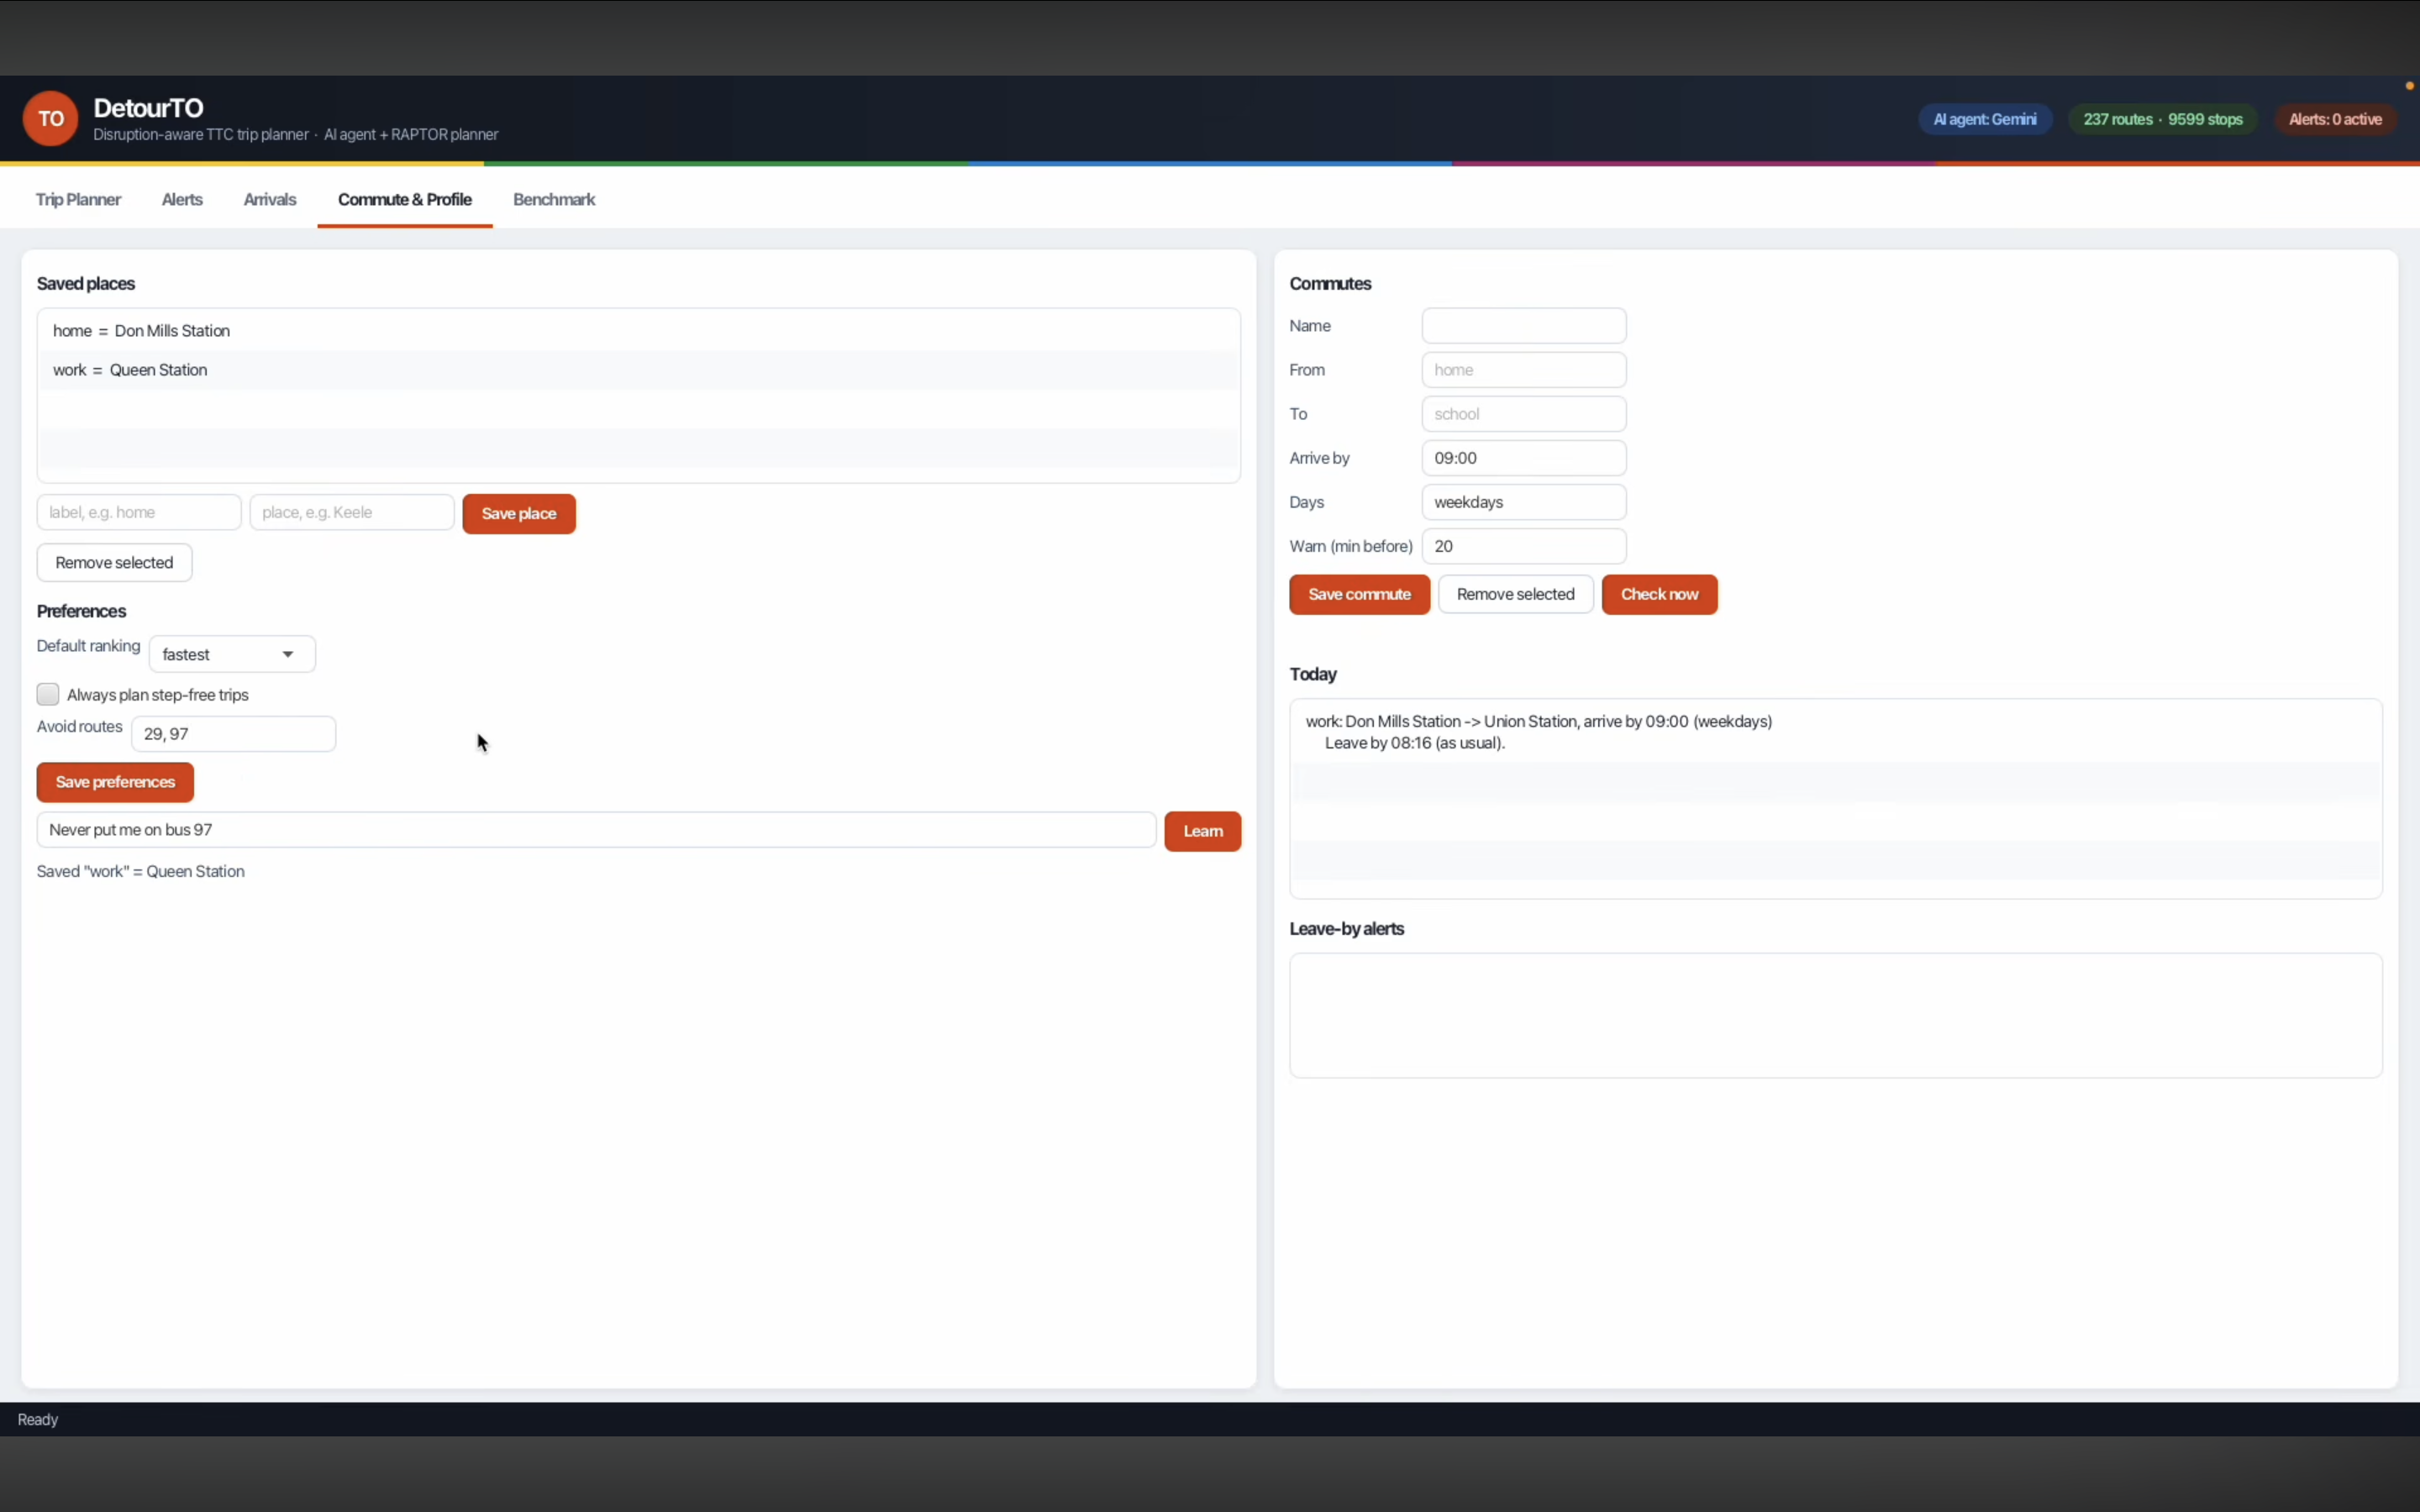 TO
DetourTO
Disruption-aware TTC trip planner · AI agent + RAPTOR planner
AI agent: Gemini
237 routes · 9599 stops
Alerts: 0 active
Trip Planner
Alerts
Arrivals
Commute & Profile
Benchmark
Saved places
home = Don Mills Station
work = Queen Station
label, e.g. home
place, e.g. Keele
Save place
Remove selected
Preferences
Default ranking
fastest
Always plan step-free trips
Avoid routes
29, 97
Save preferences
Never put me on bus 97
Learn
Saved "work" = Queen Station
Commutes
Name
From
home
To
school
Arrive by
09:00
Days
weekdays
Warn (min before)
20
Save commute
Remove selected
Check now
Today
work: Don Mills Station -> Union Station, arrive by 09:00 (weekdays)
Leave by 08:16 (as usual).
Leave-by alerts
Ready